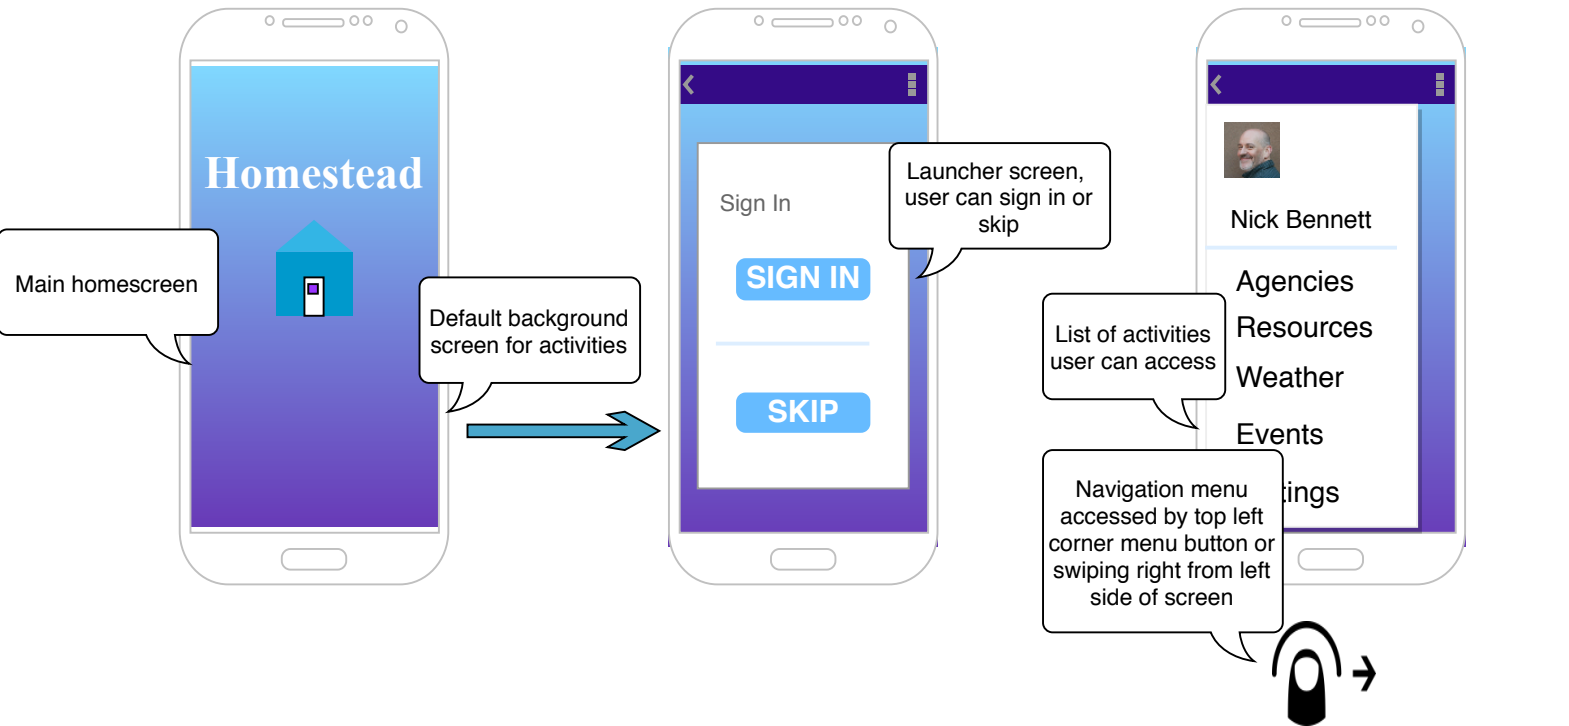 Homestead
Main homescreen
Default background
screen for activities
Sign In
SIGN IN
SKIP
Launcher screen,
user can sign in or
skip
Nick Bennett
Agencies
Resources
Weather
Events
tings
List of activities
user can access
Navigation menu
accessed by top left
corner menu button or
swiping right from left
side of screen